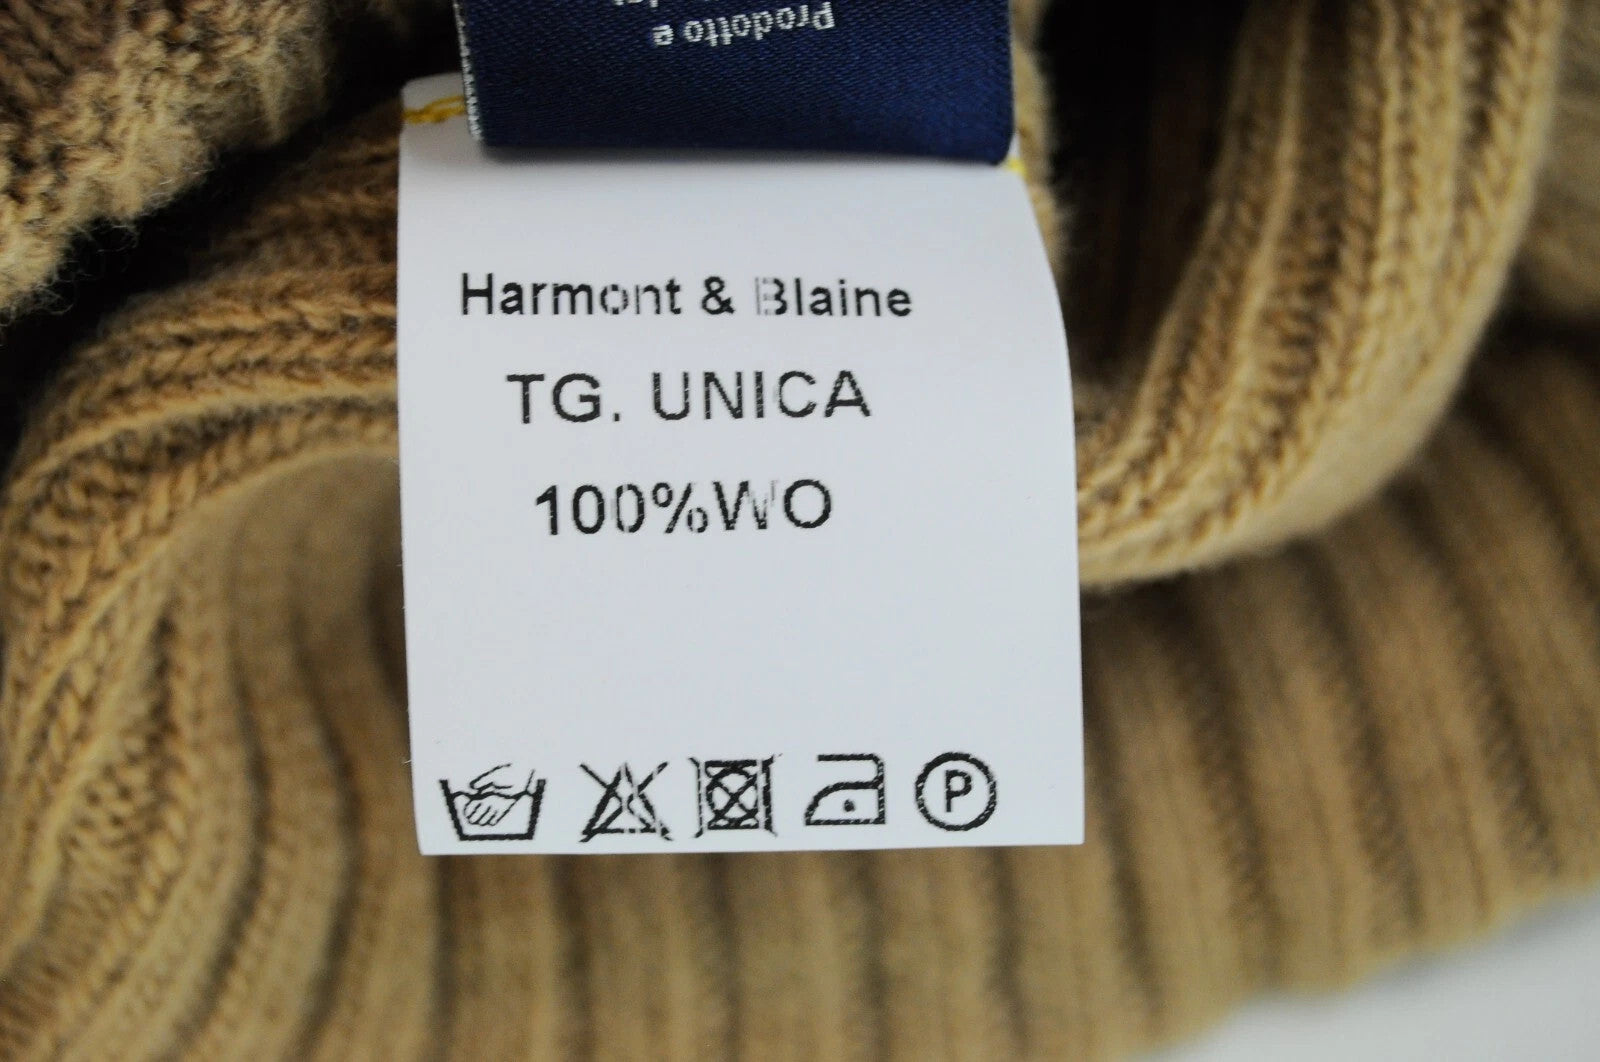 Prodotto e
Harmont & Blaine
TG. UNICA
100%WO
P